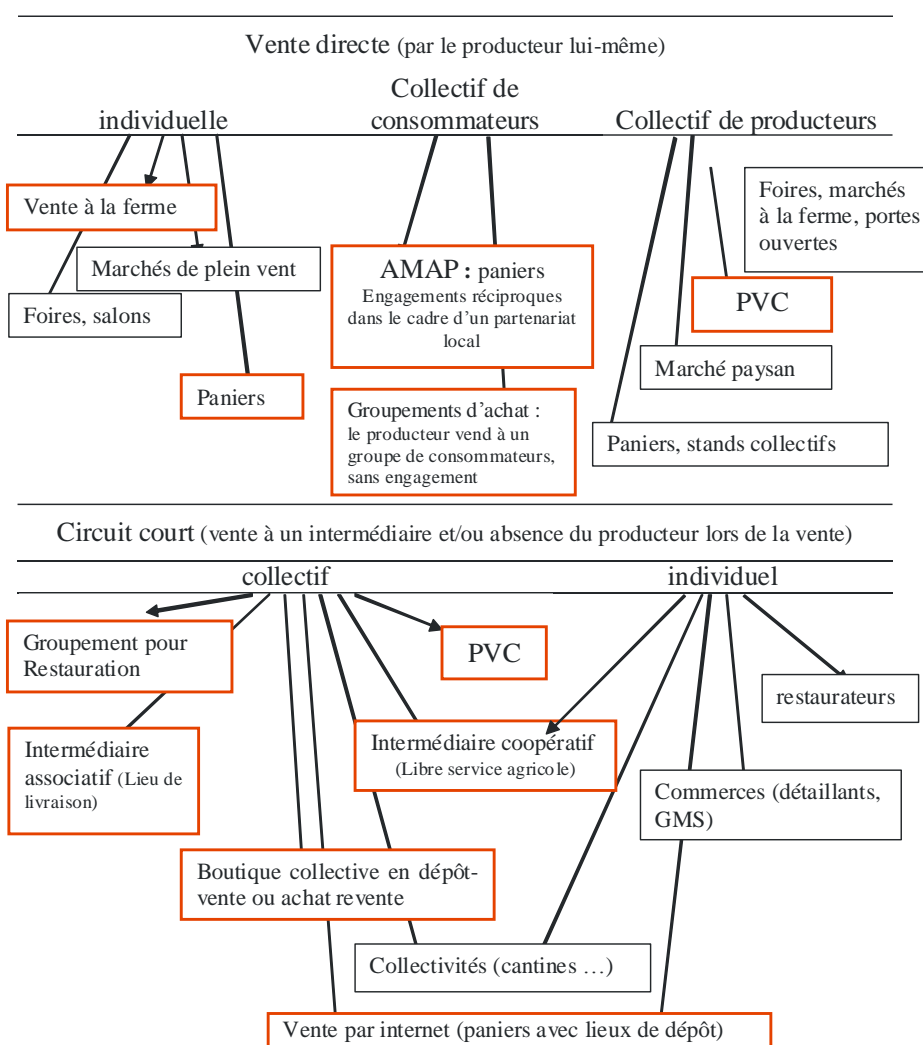 Vente directe (par le producteur lui-même)
individuelle
Collectif de
consommateurs
Collectif de producteurs
Vente à la ferme
Marchés de plein vent
Foires, salons
Paniers
AMAP : paniers
Engagements réciproques
dans le cadre d’un partenariat
local
Groupements d’achat :
le producteur vend à un
groupe de consommateurs,
sans engagement
Foires, marchés
à la ferme, portes
ouvertes
PVC
Marché paysan
Paniers, stands collectifs
Circuit court (vente à un intermédiaire et/ou absence du producteur lors de la vente)
collectif
individuel
Groupement pour
Restauration
PVC
restaurateurs
Intermédiaire
associatif (Lieu de
livraison)
Intermédiaire coopératif
(Libre service agricole)
Commerces (détaillants,
GMS)
Boutique collective en dépôt-
vente ou achat revente
Collectivités (cantines …)
Vente par internet (paniers avec lieux de dépôt)